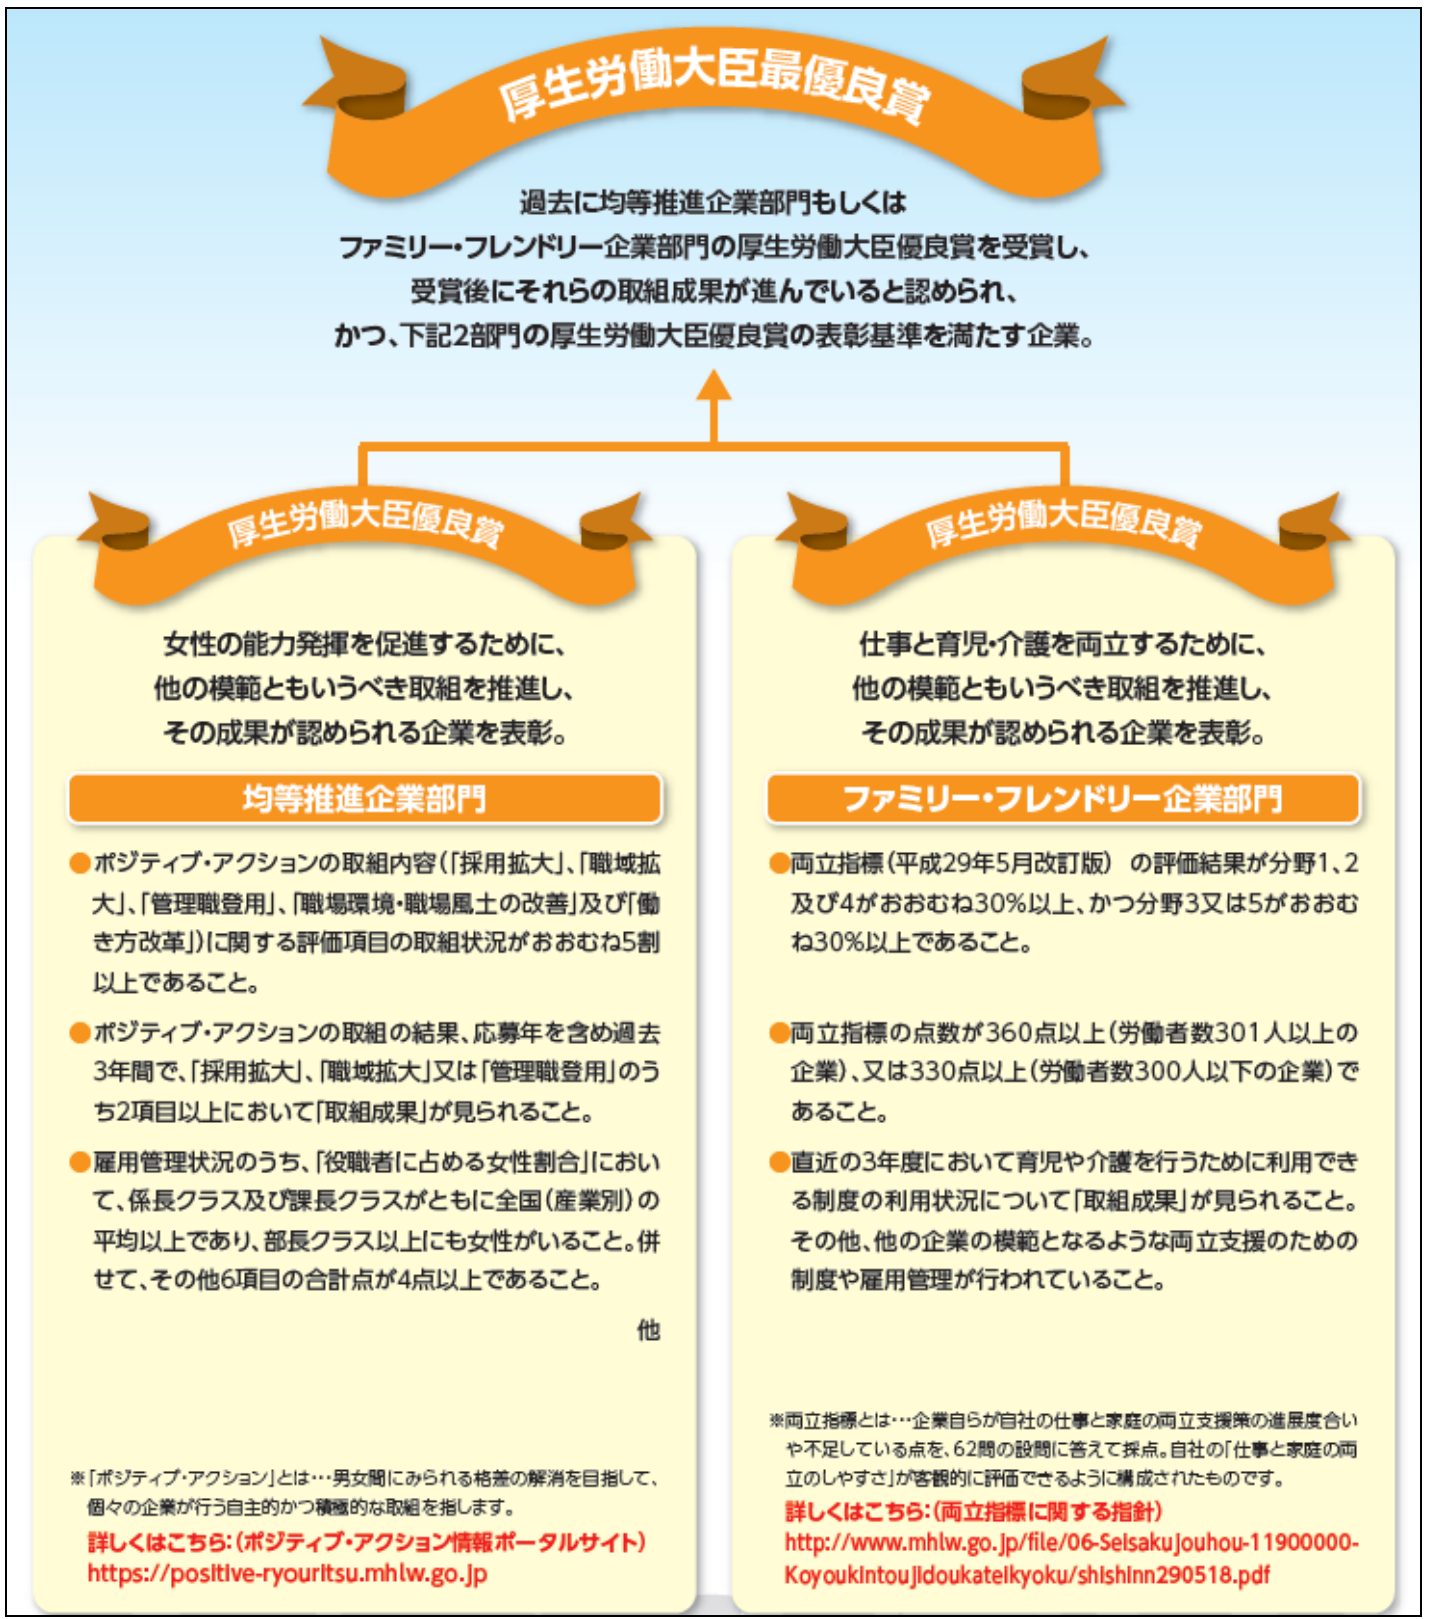 厚生労働大臣最優良賞
過去に均等推進企業部門もしくは
ファミリー・フレンドリー企業部門の厚生労働大臣優良賞を受賞し、
受賞後にそれらの取組成果が進んでいると認められ、
かつ、下記2部門の厚生労働大臣優良賞の表彰基準を満たす企業。
厚生労働大臣優良賞
女性の能力発揮を促進するために、
他の模範ともいうべき取組を推進し、
その成果が認められる企業を表彰。
均等推進企業部門
●ポジティブ・アクションの取組内容(「採用拡大」、「職域拡
大」、「管理職登用」、「職場環境・職場風土の改善」及び「働
き方改革」)に関する評価項目の取組状況がおおむね5割
以上であること。
●ポジティブ・アクションの取組の結果、応募年を含め過去
3年間で、「採用拡大」、「職域拡大」又は「管理職登用」のう
ち2項目以上において「取組成果」が見られること。
●雇用管理状況のうち、「役職者に占める女性割合」におい
て、係長クラス及び課長クラスがともに全国(産業別)の
平均以上であり、部長クラス以上にも女性がいること。併
せて、その他6項目の合計点が4点以上であること。
他
※「ポジティブ・アクション」とは…男女間にみられる格差の解消を目指して、
個々の企業が行う自主的かつ積極的な取組を指します。
詳しくはこちら:(ポジティブ・アクション情報ポータルサイト)
https://positive-ryouritsu.mhlw.go.jp
厚生労働大臣優良賞
仕事と育児・介護を両立するために、
他の模範ともいうべき取組を推進し、
その成果が認められる企業を表彰。
ファミリー・フレンドリー企業部門
●両立指標(平成29年5月改訂版) の評価結果が分野1、2
及び4がおおむね30%以上、かつ分野3又は5がおおむ
ね30%以上であること。
●両立指標の点数が360点以上(労働者数301人以上の
企業)、又は330点以上(労働者数300人以下の企業)で
あること。
●直近の3年度において育児や介護を行うために利用でき
る制度の利用状況について「取組成果」が見られること。
その他、他の企業の模範となるような両立支援のための
制度や雇用管理が行われていること。
※両立指標とは…企業自らが自社の仕事と家庭の両立支援策の進展度合い
や不足している点を、62問の設問に答えて採点。自社の「仕事と家庭の両
立のしやすさ」が客観的に評価できるように構成されたものです。
詳しくはこちら:(両立指標に関する指針)
http://www.mhlw.go.jp/file/06-Seisakujouhou-11900000-
Koyoukintoujidoukateikyoku/shishinn290518.pdf